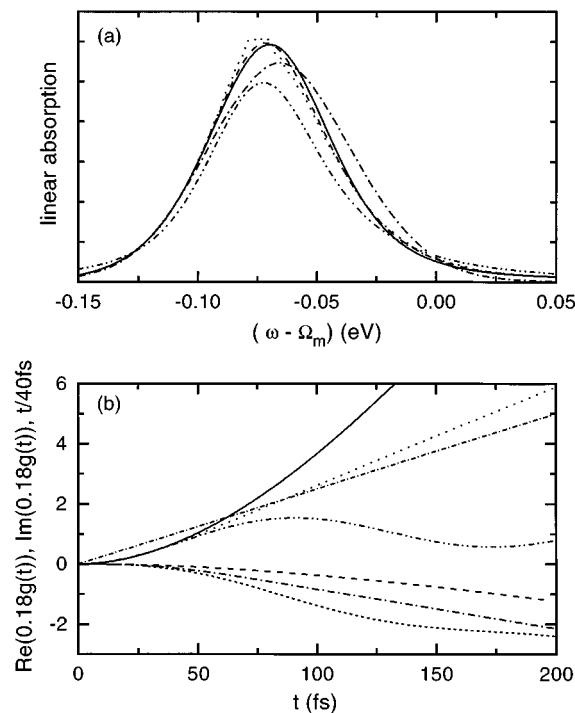 (a)
linear absorption
-0.15
-0.10
-0.05
0.00
0.05
( ω - Ωm ) (eV)
(b)
Re(0.18g(t)), Im(0.18g(t)), t/40fs
6
4
2
0
-2
0
50
100
150
200
t (fs)